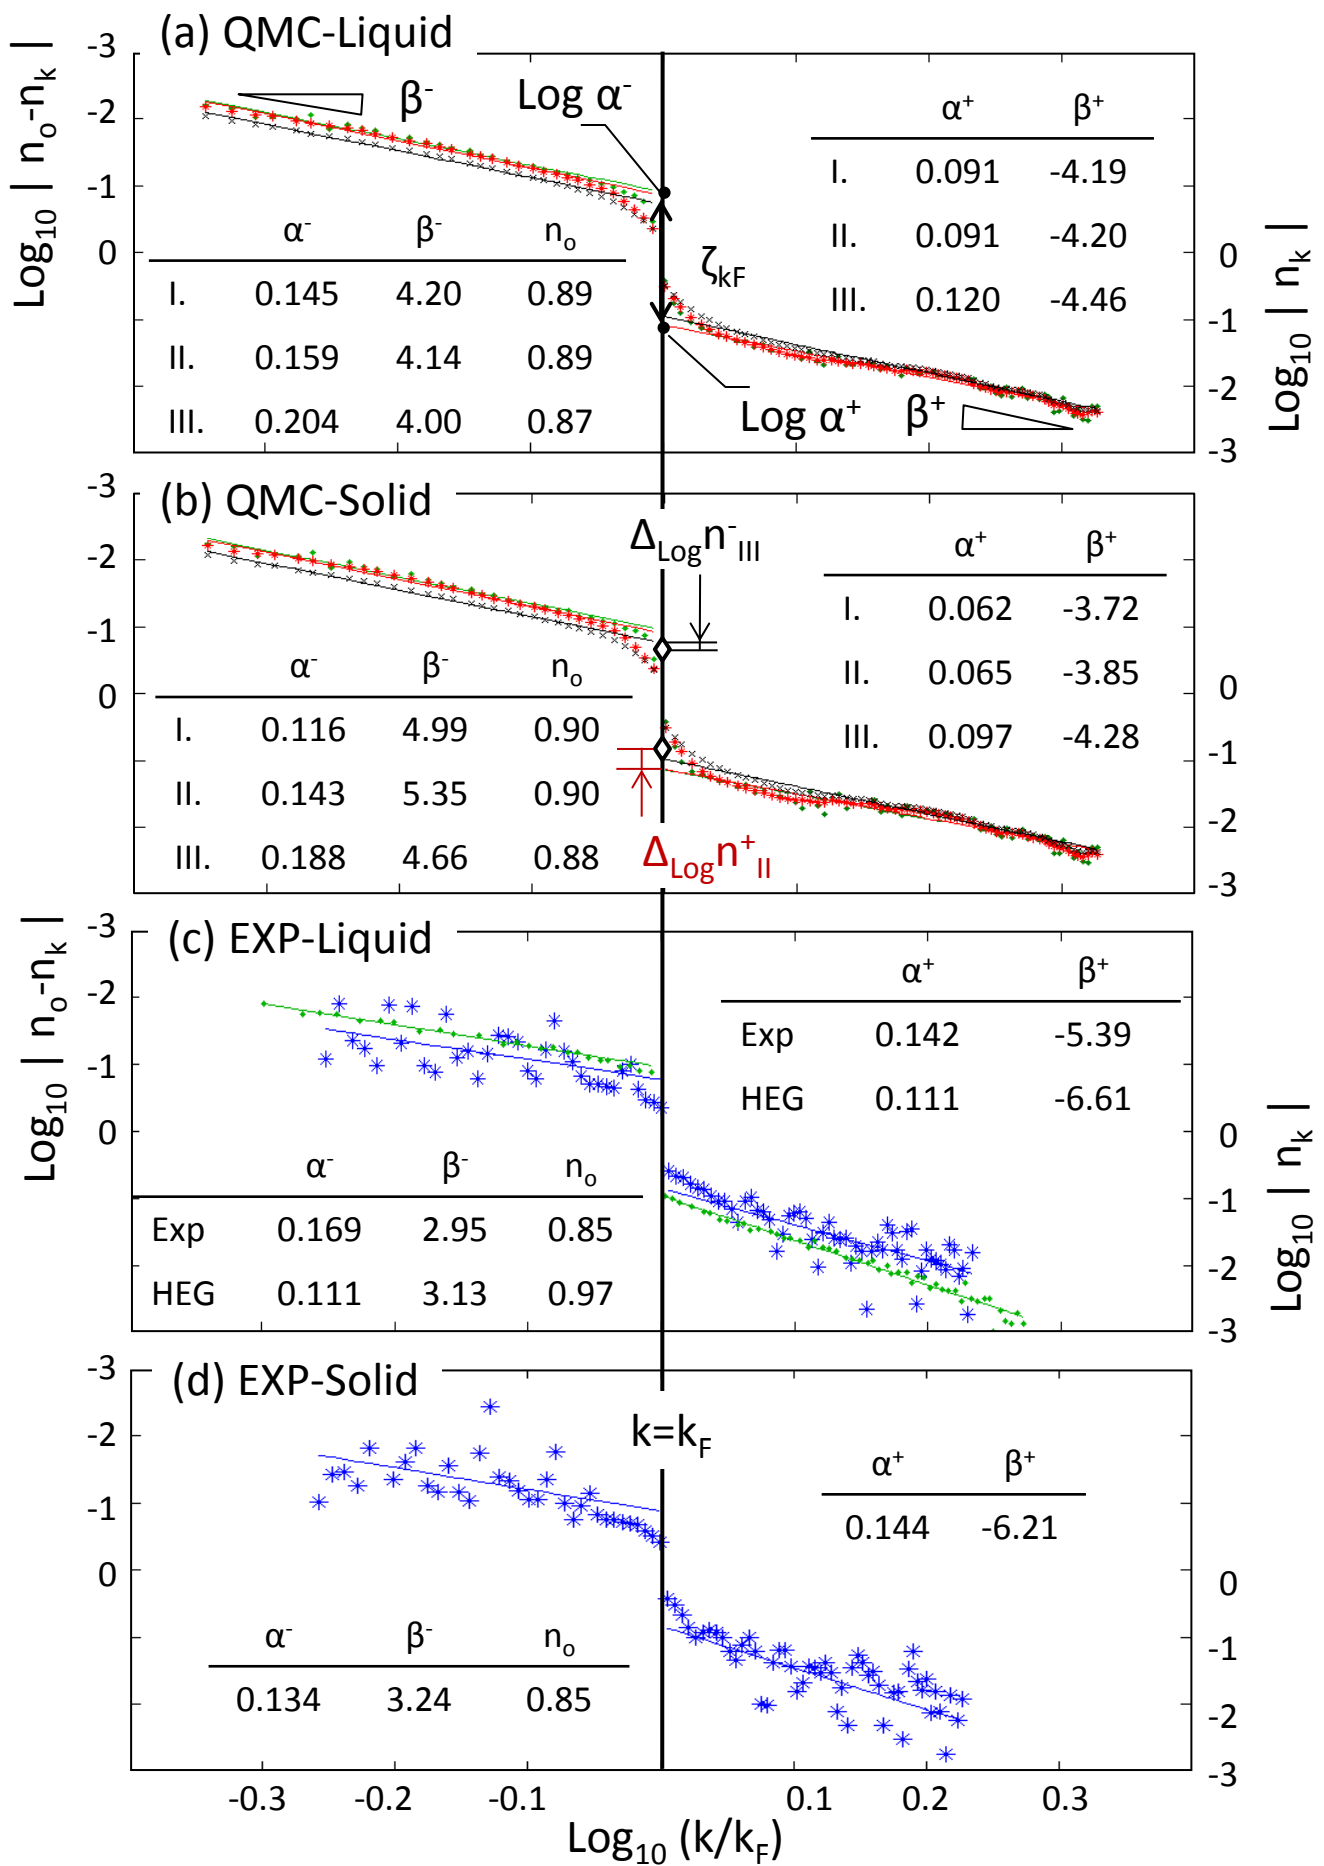 (a) QMC-Liquid
-3
-2
-1
0
Log10 | no-nk |
β-
Log α-
α+ β+
I. 0.091 -4.19
II. 0.091 -4.20
III. 0.120 -4.46
α- β- no
I. 0.145 4.20 0.89
II. 0.159 4.14 0.89
III. 0.204 4.00 0.87
ζkF
Log α+
β+
0
-1
-2
-3
Log10 | nk |
(b) QMC-Solid
-3
-2
-1
0
ΔLog n-III
α+ β+
I. 0.062 -3.72
II. 0.065 -3.85
III. 0.097 -4.28
α- β- no
I. 0.116 4.99 0.90
II. 0.143 5.35 0.90
III. 0.188 4.66 0.88
ΔLog n+II
0
-1
-2
-3
(c) EXP-Liquid
-3
-2
-1
0
Log10 | no-nk |
α+ β+
Exp 0.142 -5.39
HEG 0.111 -6.61
α- β- no
Exp 0.169 2.95 0.85
HEG 0.111 3.13 0.97
0
-1
-2
-3
Log10 | nk |
(d) EXP-Solid
-3
-2
-1
0
k=kF
α+ β+
0.144 -6.21
α- β- no
0.134 3.24 0.85
0
-1
-2
-3
-0.3 -0.2 -0.1 0.1 0.2 0.3
Log10 (k/kF)